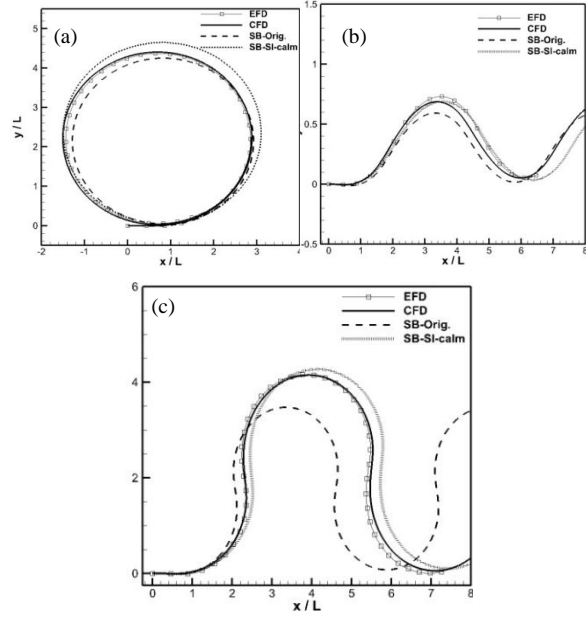 (a)
EFD
CFD
SB-Orig.
SB-SI-calm
y / L
5
4
3
2
1
0
-2 -1 0 1 2 3
x / L
(b)
EFD
CFD
SB-Orig.
SB-SI-calm
1.5
1
0.5
0
-0.5
0 1 2 3 4 5 6 7 8
x / L
(c)
EFD
CFD
SB-Orig.
SB-SI-calm
6
4
2
0
0 1 2 3 4 5 6 7 8
x / L